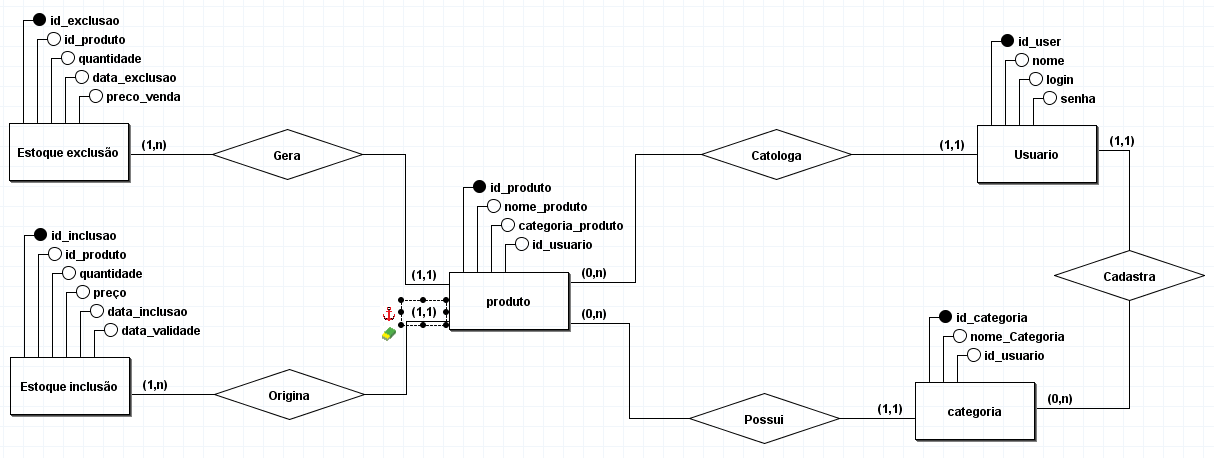 id_exclusao
id_produto
quantidade
data_exclusao
preco_venda
Estoque exclusão
(1,n)
Gera
(1,1)
id_inclusao
id_produto
quantidade
preço
data_inclusao
data_validade
Estoque inclusão
(1,n)
Origina
(1,1)
id_produto
nome_produto
categoria_produto
id_usuario
produto
(0,n)
(0,n)
Catologa
(1,1)
id_user
nome
login
senha
Usuario
(1,1)
Cadastra
Possui
(1,1)
id_categoria
nome_Categoria
id_usuario
categoria
(0,n)